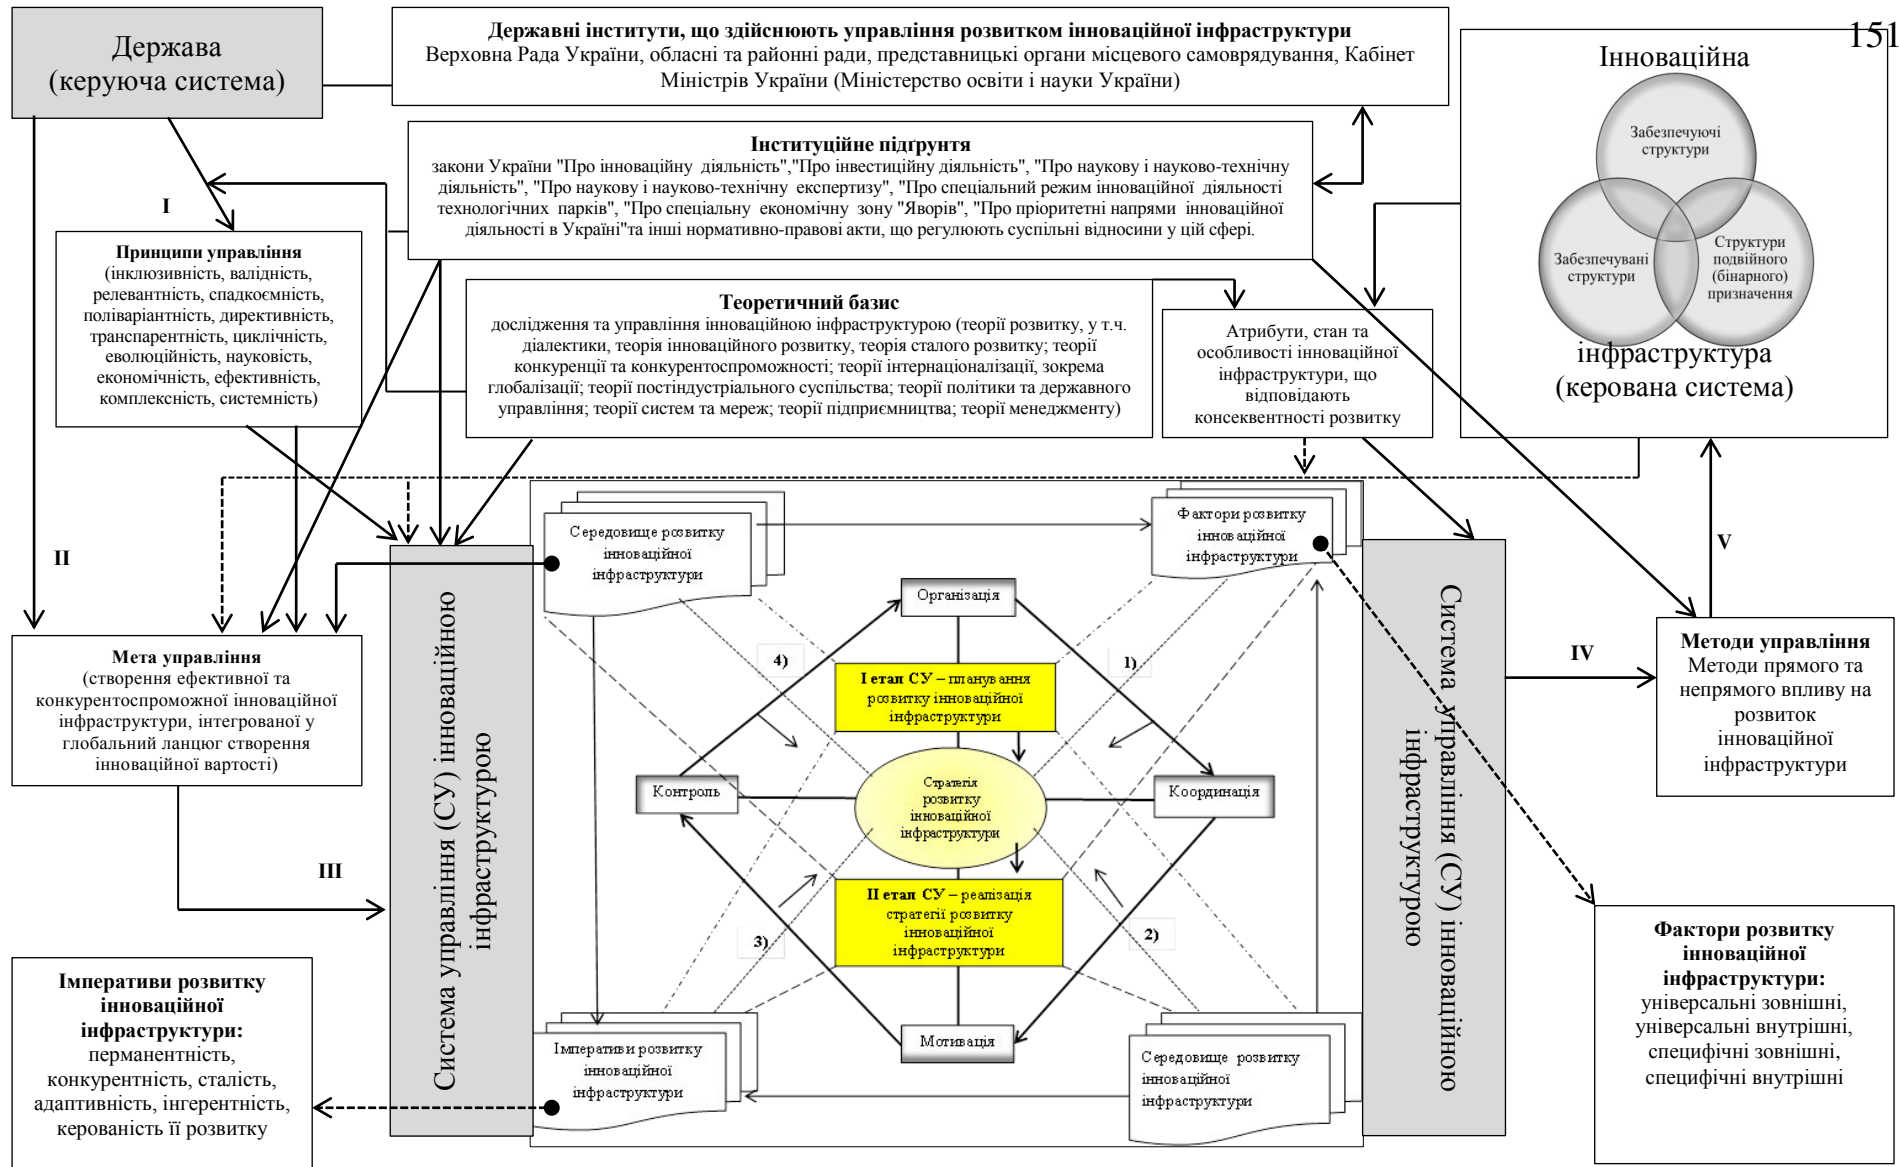 151
Держава
(керуюча система)
Державні інститути, що здійснюють управління розвитком інноваційної інфраструктури
Верховна Рада України, обласні та районні ради, представницькі органи місцевого самоврядування, Кабінет
Міністрів України (Міністерство освіти і науки України)
Інноваційна
Забезпечуючі
структури
Забезпечувані
структури
Структури
подвійного
(бінарного)
призначення
інфраструктура
(керована система)
Інституційне підґрунтя
закони України "Про інноваційну діяльність","Про інвестиційну діяльність", "Про наукову і науково-технічну
діяльність", "Про наукову і науково-технічну експертизу", "Про спеціальний режим інноваційної діяльності
технологічних парків", "Про спеціальну економічну зону "Яворів", "Про пріоритетні напрями інноваційної
діяльності в Україні"та інші нормативно-правові акти, що регулюють суспільні відносини у цій сфері.
I
Принципи управління
(інклюзивність, валідність,
релевантність, спадкоємність,
поліваріантність, директивність,
транспарентність, циклічність,
еволюційність, науковість,
економічність, ефективність,
комплексність, системність)
Теоретичний базис
дослідження та управління інноваційною інфраструктурою (теорії розвитку, у т.ч.
діалектики, теорія інноваційного розвитку, теорія сталого розвитку; теорії
конкуренції та конкурентоспроможності; теорії інтернаціоналізації, зокрема
глобалізації; теорії постіндустріального суспільства; теорії політики та державного
управління; теорії систем та мереж; теорії підприємництва; теорії менеджменту)
Атрибути, стан та
особливості інноваційної
інфраструктури, що
відповідають
консеквентності розвитку
II
V
Середовище розвитку
інноваційної
інфраструктури
Фактори розвитку
інноваційної
інфраструктури
Система управління (СУ) інноваційною
інфраструктурою
Організація
4)
1)
I етап СУ – планування
розвитку інноваційної
інфраструктури
Контроль
Стратегія
розвитку
інноваційної
інфраструктури
Координація
II етап СУ – реалізація
стратегії розвитку
інноваційної
інфраструктури
3)
2)
Мотивація
Імперативи розвитку
інноваційної
інфраструктури
Середовище розвитку
інноваційної
інфраструктури
Система управління (СУ) інноваційною
інфраструктурою
Мета управління
(створення ефективної та
конкурентоспроможної інноваційної
інфраструктури, інтегрованої у
глобальний ланцюг створення
інноваційної вартості)
III
IV
Методи управління
Методи прямого та
непрямого впливу на
розвиток
інноваційної
інфраструктури
Імперативи розвитку
інноваційної
інфраструктури:
перманентність,
конкурентність, сталість,
адаптивність, інгерентність,
керованість її розвитку
Фактори розвитку
інноваційної
інфраструктури:
універсальні зовнішні,
універсальні внутрішні,
специфічні зовнішні,
специфічні внутрішні